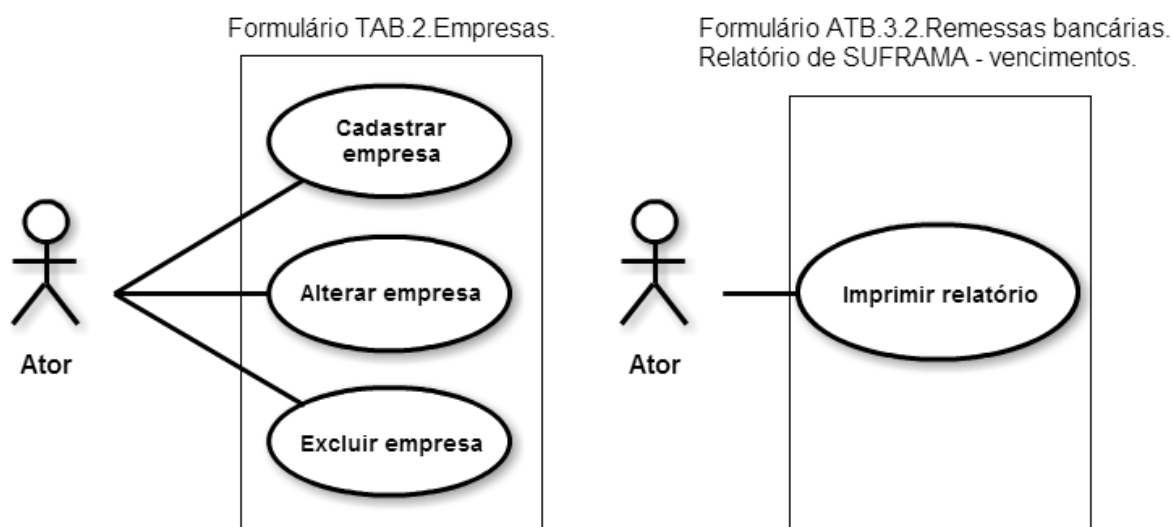 Formulário TAB.2.Empresas.
Cadastrar
empresa
Alterar empresa
Excluir empresa
Ator
Formulário ATB.3.2.Remessas bancárias.
Relatório de SUFRAMA - vencimentos.
Imprimir relatório
Ator